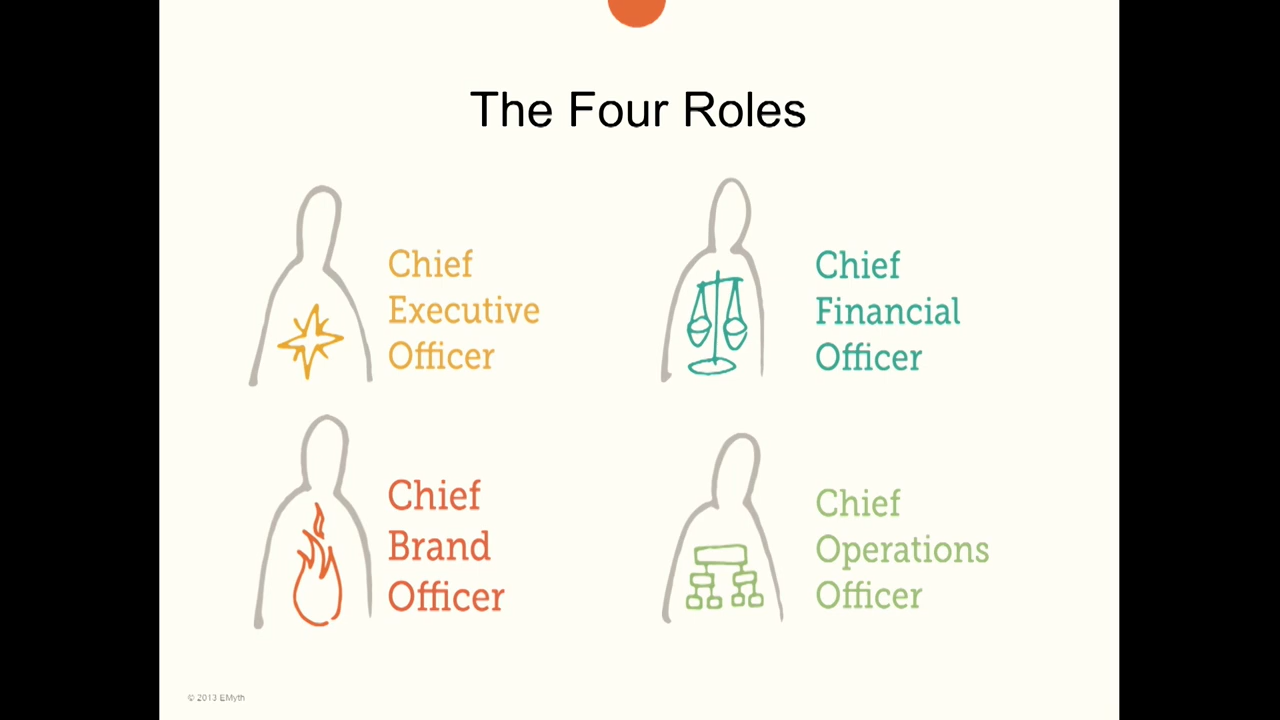 The Four Roles
Chief
Executive
Officer
Chief
Financial
Officer
Chief
Brand
Officer
Chief
Operations
Officer
© 2013 EMyth